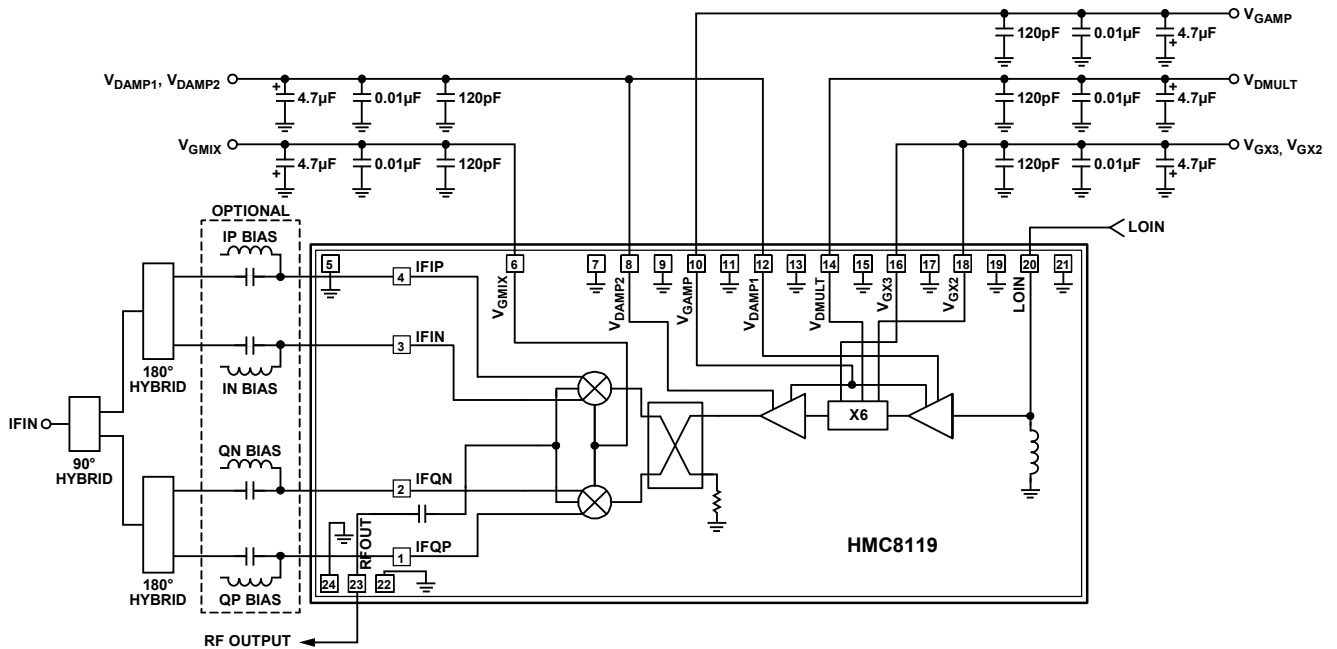 VGAMP
120pF 0.01µF 4.7µF
+
VDAMP1, VDAMP2
+
4.7µF 0.01µF 120pF
VDMULT
120pF 0.01µF 4.7µF
+
VGMIX
4.7µF 0.01µF 120pF
+
VGX3, VGX2
120pF 0.01µF 4.7µF
+
OPTIONAL
IP BIAS
LOIN
5
4
IFIP
6
7
8
9
10
11
12
13
14
15
16
17
18
19
20
21
VGMIX
VDAMP2
VGAMP
VDAMP1
VDMULT
VGX3
VGX2
LOIN
3
IFIN
180°
HYBRID
IN BIAS
IFIN
90°
HYBRID
X6
QN BIAS
2
IFQN
RFOUT
1
IFQP
HMC8119
180°
HYBRID
QP BIAS
24
23
22
RF OUTPUT